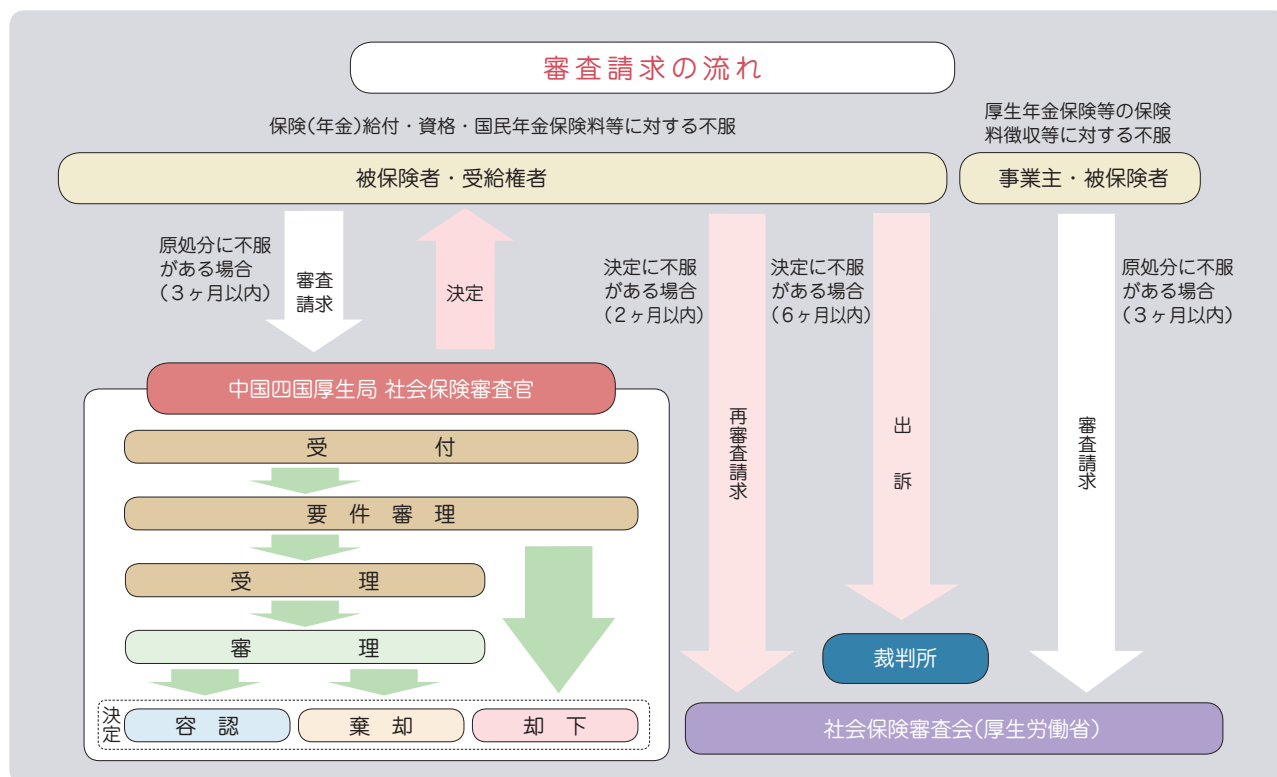 審査請求の流れ
保険(年金)給付・資格・国民年金保険料等に対する不服
厚生年金保険等の保険
料徴収等に対する不服
被保険者・受給権者
事業主・被保険者
原処分に不服
がある場合
(3ヶ月以内)
審査
請求
決定
決定に不服
がある場合
(2ヶ月以内)
再審査請求
決定に不服
がある場合
(6ヶ月以内)
出訴
原処分に不服
がある場合
(3ヶ月以内)
審査請求
中国四国厚生局 社会保険審査官
受付
要件審理
受理
審理
決定
容認
棄却
却下
裁判所
社会保険審査会(厚生労働省)